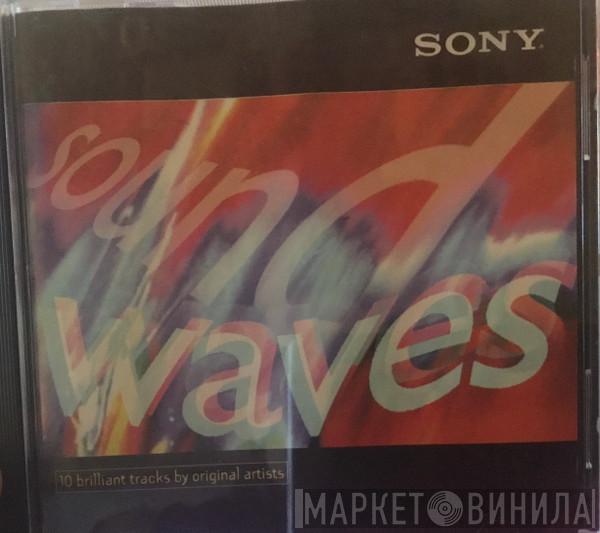 SONY
sound
waves
10 brilliant tracks by original artists
МАРКЕТ ВИНИЛА